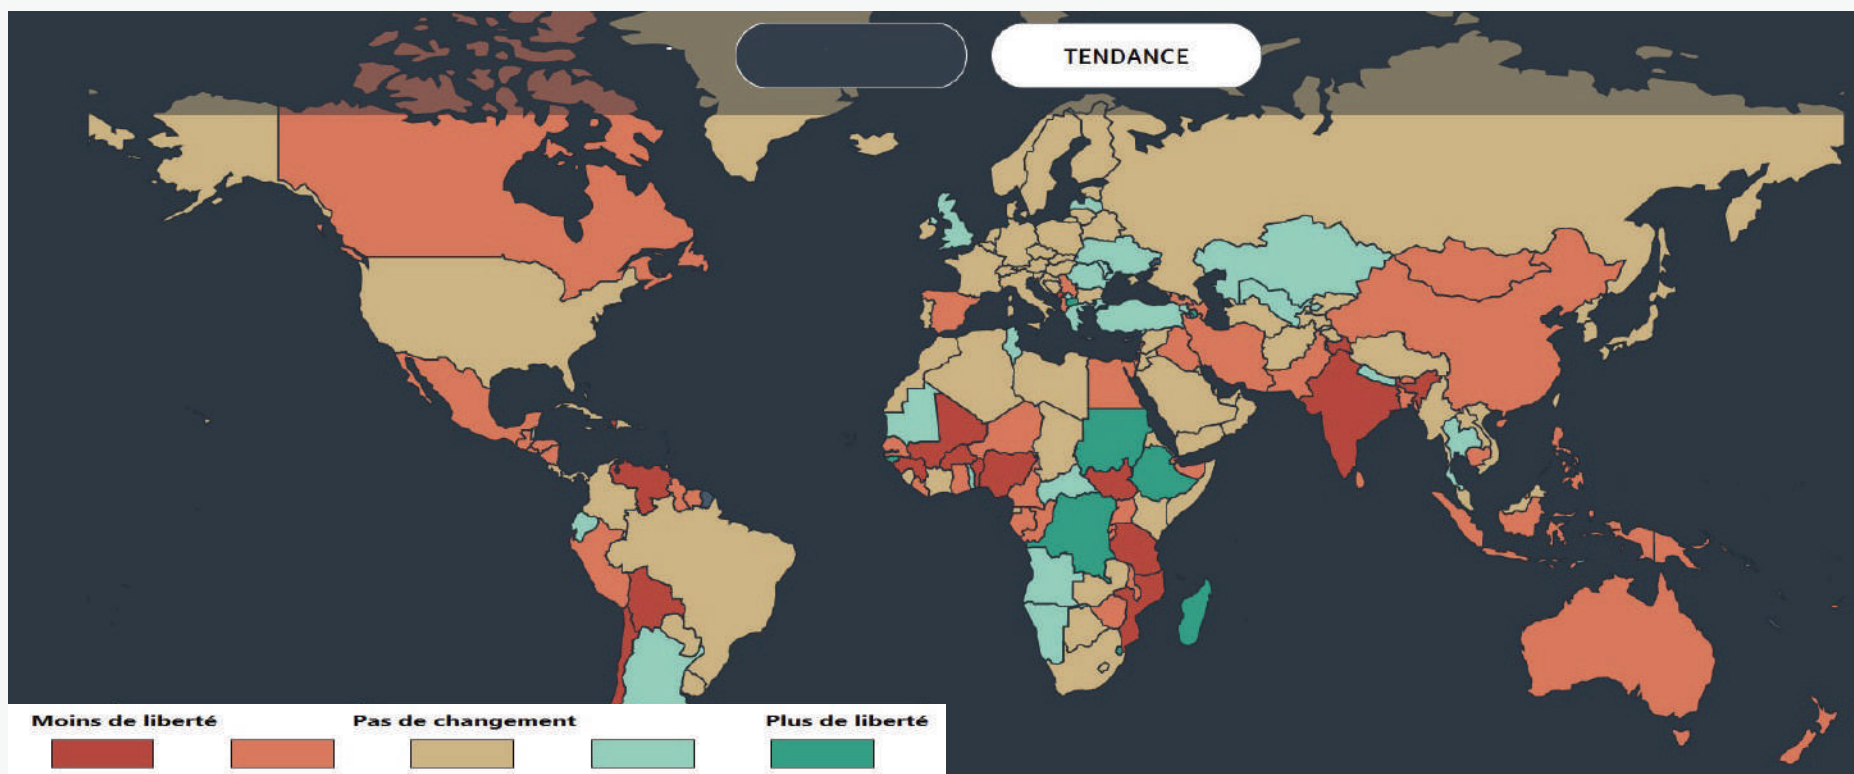 TENDANCE
Moins de liberté
Pas de changement
Plus de liberté